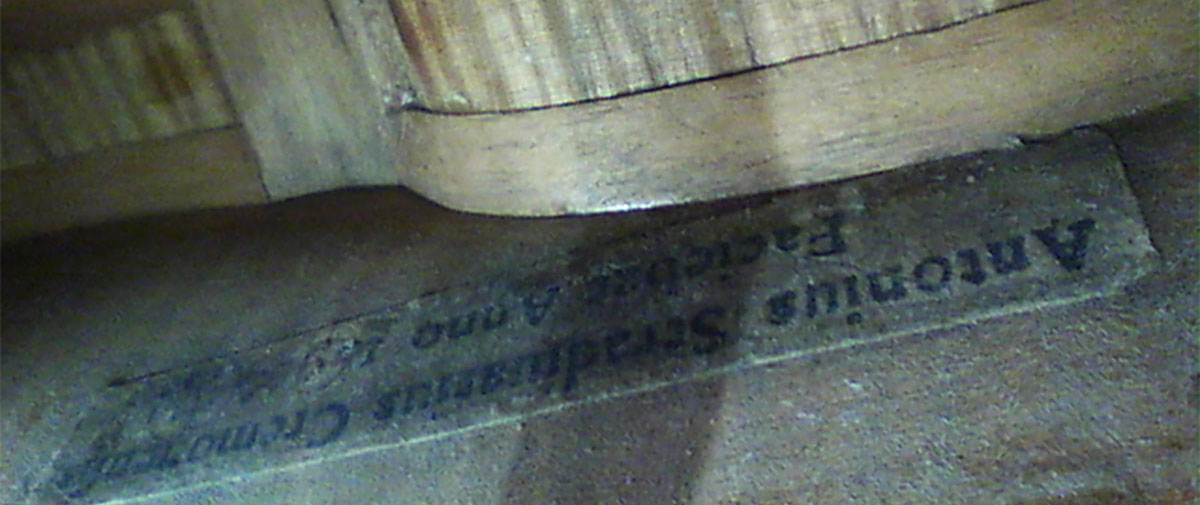 Antonius Stradiuarius Cremonenſis
Faciebat Anno